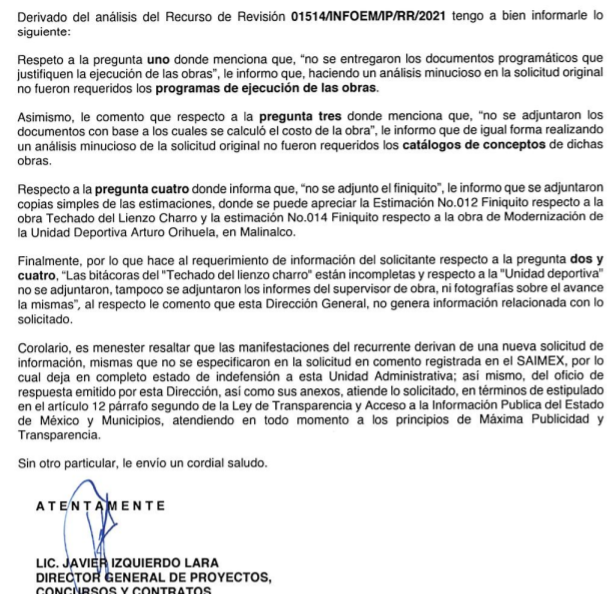 Derivado del análisis del Recurso de Revisión 01514/INFOEM/IP/RR/2021 tengo a bien informarle lo
siguiente:
Respeto a la pregunta uno donde menciona que, “no se entregaron los documentos programáticos que
justifiquen la ejecución de las obras”, le informo que, haciendo un análisis minucioso en la solicitud original
no fueron requeridos los programas de ejecución de las obras.
Asimismo, le comento que respecto a la pregunta tres donde menciona que, “no se adjuntaron los
documentos con base a los cuales se calculó el costo de la obra”, le informo que de igual forma realizando
un análisis minucioso de la solicitud original no fueron requeridos los catálogos de conceptos de dichas
obras.
Respecto a la pregunta cuatro donde informa que, “no se adjunto el finiquito”, le informo que se adjuntaron
copias simples de las estimaciones, donde se puede apreciar la Estimación No.012 Finiquito respecto a la
obra Techado del Lienzo Charro y la estimación No.014 Finiquito respecto a la obra de Modernización de
la Unidad Deportiva Arturo Orihuela, en Malinalco.
Finalmente, por lo que hace al requerimiento de información del solicitante respecto a la pregunta dos y
cuatro, “Las bitácoras del "Techado del lienzo charro" están incompletas y respecto a la "Unidad deportiva"
no se adjuntaron, tampoco se adjuntaron los informes del supervisor de obra, ni fotografías sobre el avance
la mismas”, al respecto le comento que esta Dirección General, no genera información relacionada con lo
solicitado.
Corolario, es menester resaltar que las manifestaciones del recurrente derivan de una nueva solicitud de
información, mismas que no se especificaron en la solicitud en comento registrada en el SAIMEX, por lo
cual deja en completo estado de indefensión a esta Unidad Administrativa; así mismo, del oficio de
respuesta emitido por esta Dirección, así como sus anexos, atiende lo solicitado, en términos de estipulado
en el artículo 12 párrafo segundo de la Ley de Transparencia y Acceso a la Información Publica del Estado
de México y Municipios, atendiendo en todo momento a los principios de Máxima Publicidad y
Transparencia.
Sin otro particular, le envío un cordial saludo.
A T E N T A M E N T E
LIC. JAVIER IZQUIERDO LARA
DIRECTOR GENERAL DE PROYECTOS,
CONCURSOS Y CONTRATOS